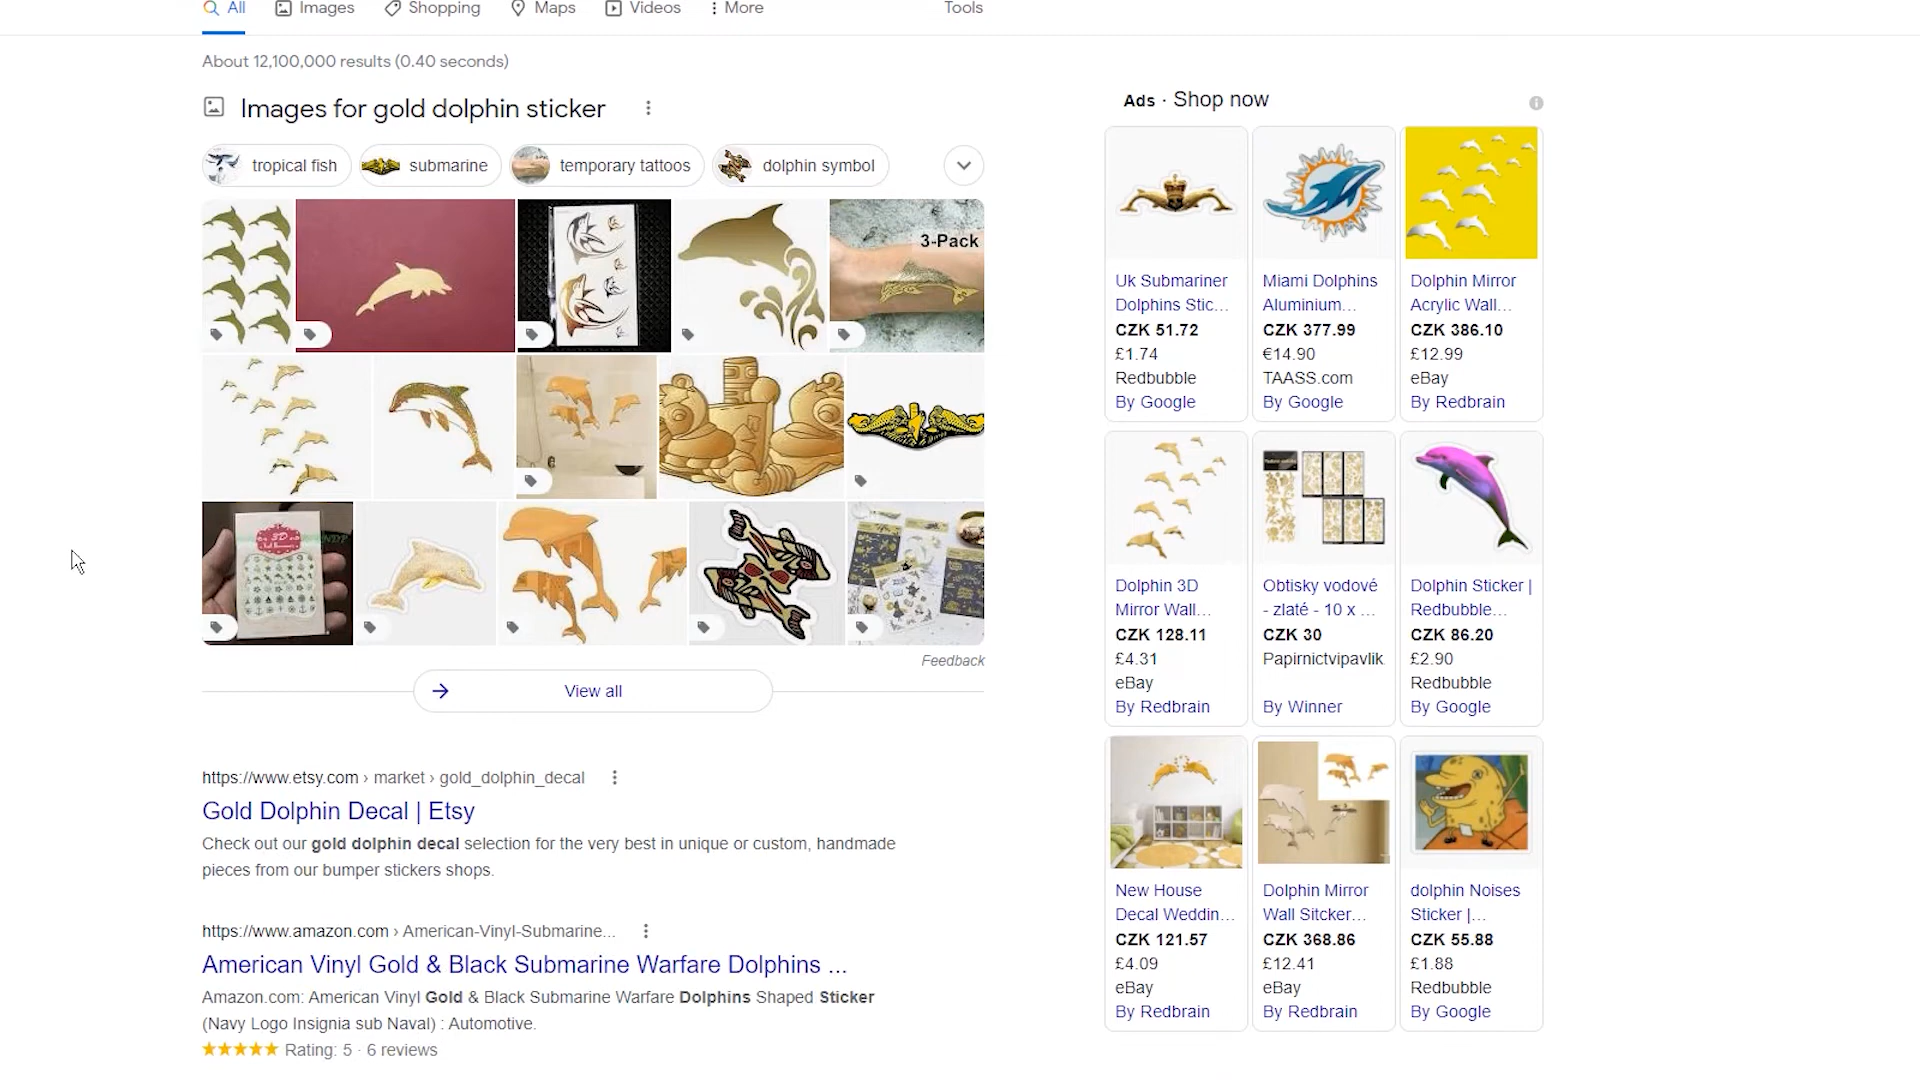 All
Images
Shopping
Maps
Videos
More
Tools
About 12,100,000 results (0.40 seconds)
Images for gold dolphin sticker
tropical fish
submarine
temporary tattoos
dolphin symbol
3-Pack
3D
Feedback
View all
https://www.etsy.com › market › gold_dolphin_decal
Gold Dolphin Decal | Etsy
Check out our gold dolphin decal selection for the very best in unique or custom, handmade
pieces from our bumper stickers shops.
https://www.amazon.com › American-Vinyl-Submarine...
American Vinyl Gold & Black Submarine Warfare Dolphins ...
Amazon.com: American Vinyl Gold & Black Submarine Warfare Dolphins Shaped Sticker
(Navy Logo Insignia sub Naval) : Automotive.
Rating: 5 · 6 reviews
Ads · Shop now
Uk Submariner
Dolphins Stic...
CZK 51.72
£1.74
Redbubble
By Google
Miami Dolphins
Aluminium...
CZK 377.99
€14.90
TAASS.com
By Google
Dolphin Mirror
Acrylic Wall...
CZK 386.10
£12.99
eBay
By Redbrain
Dolphin 3D
Mirror Wall...
CZK 128.11
£4.31
eBay
By Redbrain
Obtisky vodové
- zlaté - 10 x ...
CZK 30
Papirnictvipavlik
By Winner
Dolphin Sticker |
Redbubble...
CZK 86.20
£2.90
Redbubble
By Google
New House
Decal Weddin...
CZK 121.57
£4.09
eBay
By Redbrain
Dolphin Mirror
Wall Sitcker...
CZK 368.86
£12.41
eBay
By Redbrain
dolphin Noises
Sticker |...
CZK 55.88
£1.88
Redbubble
By Google